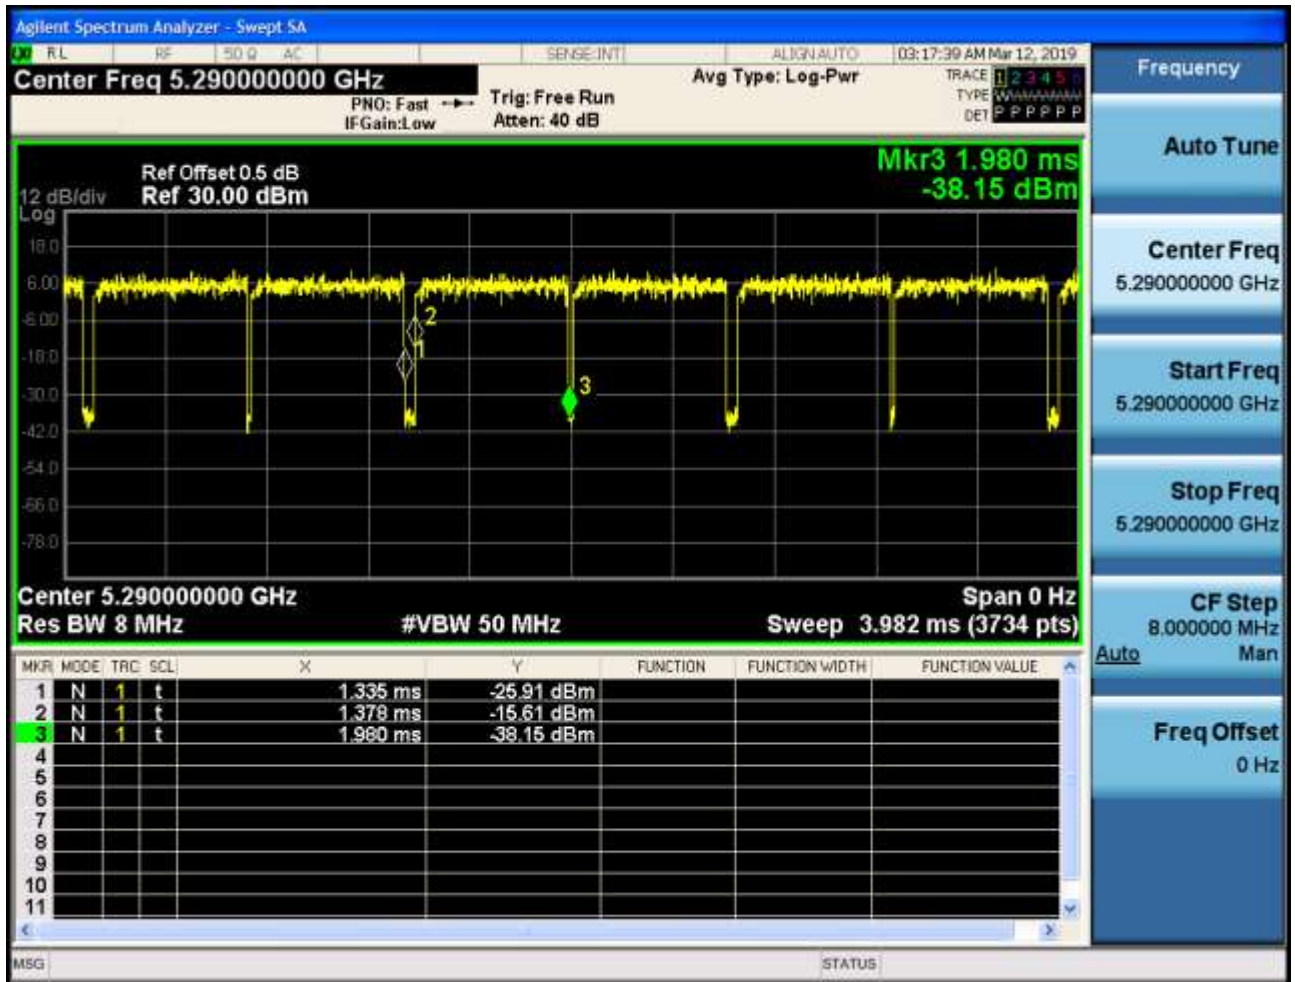 Agilent Spectrum Analyzer - Swept SA
RL RF 50 Ω AC SENSE:INT ALIGN AUTO 03:17:39 AM Mar 12, 2019
Center Freq 5.290000000 GHz
PNO: Fast
IFGain:Low
Trig: Free Run
Atten: 40 dB
Avg Type: Log-Pwr
TRACE 1 2 3 4 5 6
TYPE
DET P P P P P P
Mkr3 1.980 ms
-38.15 dBm
Ref Offset 0.5 dB
12 dB/div Ref 30.00 dBm
Log
18.0
6.00
-6.00
-18.0
-30.0
-42.0
-54.0
-66.0
-78.0
2
1
3
Center 5.290000000 GHz Span 0 Hz
Res BW 8 MHz #VBW 50 MHz Sweep 3.982 ms (3734 pts)
MKR MODE TRC SCL X Y FUNCTION FUNCTION WIDTH FUNCTION VALUE
1 N 1 t 1.335 ms -25.91 dBm
2 N 1 t 1.378 ms -15.61 dBm
3 N 1 t 1.980 ms -38.15 dBm
4
5
6
7
8
9
10
11
MSG STATUS
Frequency
Auto Tune
Center Freq
5.290000000 GHz
Start Freq
5.290000000 GHz
Stop Freq
5.290000000 GHz
CF Step
8.000000 MHz
Auto Man
Freq Offset
0 Hz